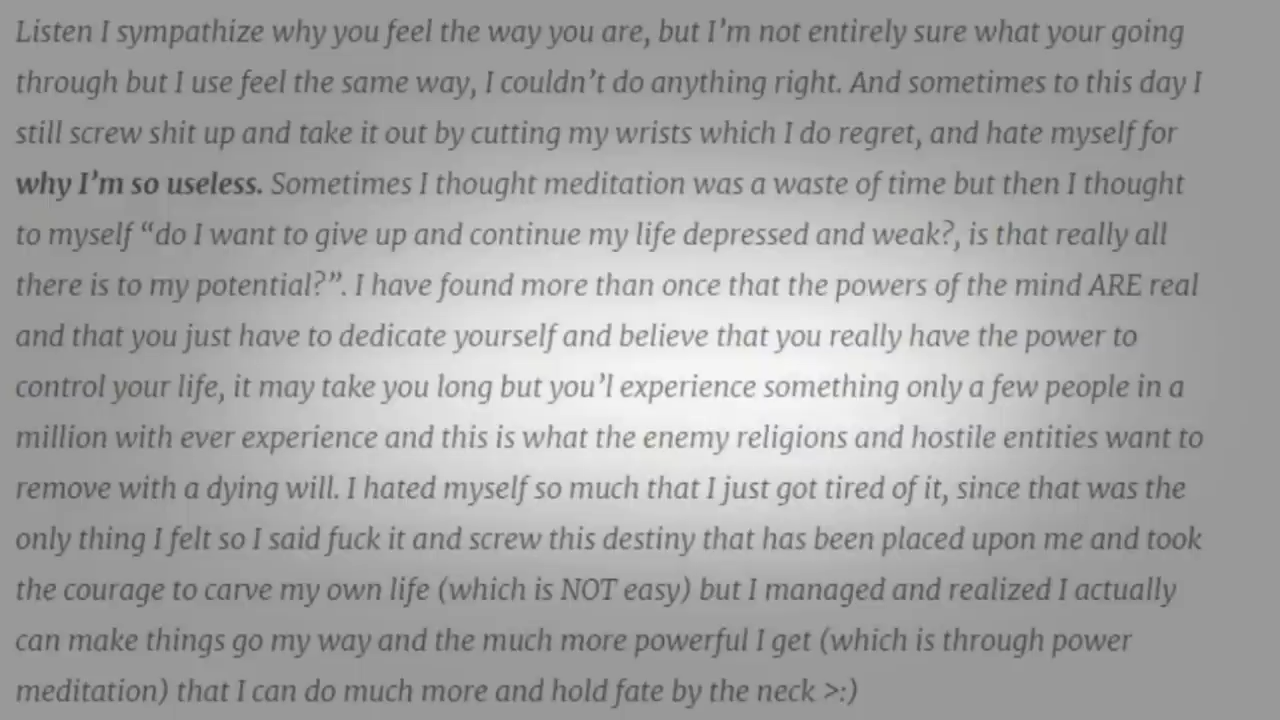 Listen I sympathize why you feel the way you are, but I’m not entirely sure what your going
through but I use feel the same way, I couldn’t do anything right. And sometimes to this day I
still screw shit up and take it out by cutting my wrists which I do regret, and hate myself for
why I’m so useless. Sometimes I thought meditation was a waste of time but then I thought
to myself “do I want to give up and continue my life depressed and weak?, is that really all
there is to my potential?”. I have found more than once that the powers of the mind ARE real
and that you just have to dedicate yourself and believe that you really have the power to
control your life, it may take you long but you’l experience something only a few people in a
million with ever experience and this is what the enemy religions and hostile entities want to
remove with a dying will. I hated myself so much that I just got tired of it, since that was the
only thing I felt so I said fuck it and screw this destiny that has been placed upon me and took
the courage to carve my own life (which is NOT easy) but I managed and realized I actually
can make things go my way and the much more powerful I get (which is through power
meditation) that I can do much more and hold fate by the neck >:)